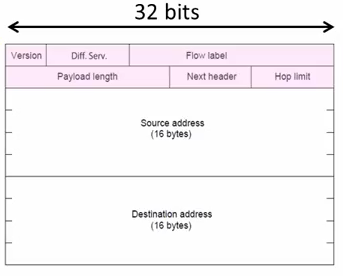 32 bits
Version Diff. Serv. Flow label
Payload length Next header Hop limit
Source address
(16 bytes)
Destination address
(16 bytes)